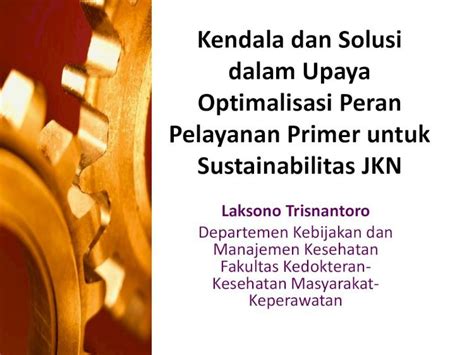 Kendala dan Solusi
dalam Upaya
Optimalisasi Peran
Pelayanan Primer untuk
Sustainabilitas JKN
Laksono Trisnantoro
Departemen Kebijakan dan
Manajemen Kesehatan
Fakultas Kedokteran-
Kesehatan Masyarakat-
Keperawatan